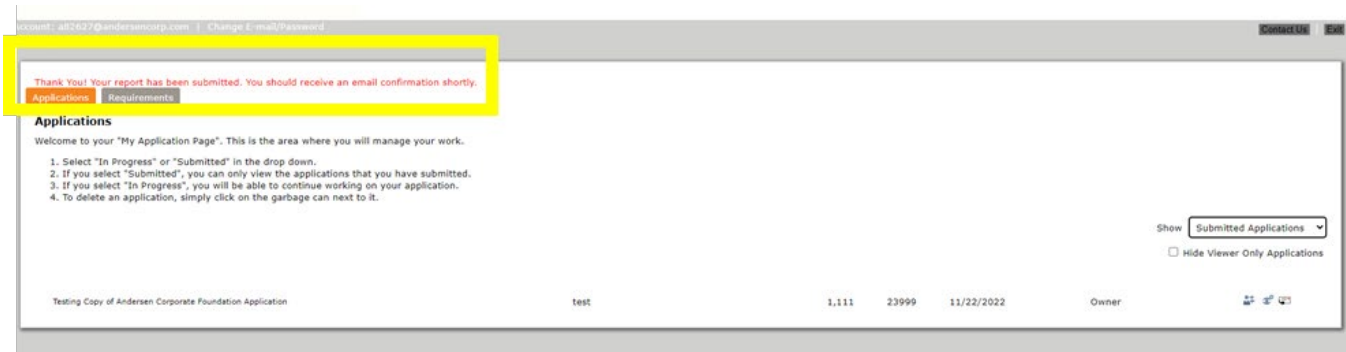 account: a82627@andersencorp.com | Change E-mail/Password
Contact Us Exit
Thank You! Your report has been submitted. You should receive an email confirmation shortly.
Applications Requirements
Applications
Welcome to your "My Application Page". This is the area where you will manage your work.
1. Select "In Progress" or "Submitted" in the drop down.
2. If you select "Submitted", you can only view the applications that you have submitted.
3. If you select "In Progress", you will be able to continue working on your application.
4. To delete an application, simply click on the garbage can next to it.
Show Submitted Applications
Hide Viewer Only Applications
Testing Copy of Andersen Corporate Foundation Application test 1,111 23999 11/22/2022 Owner